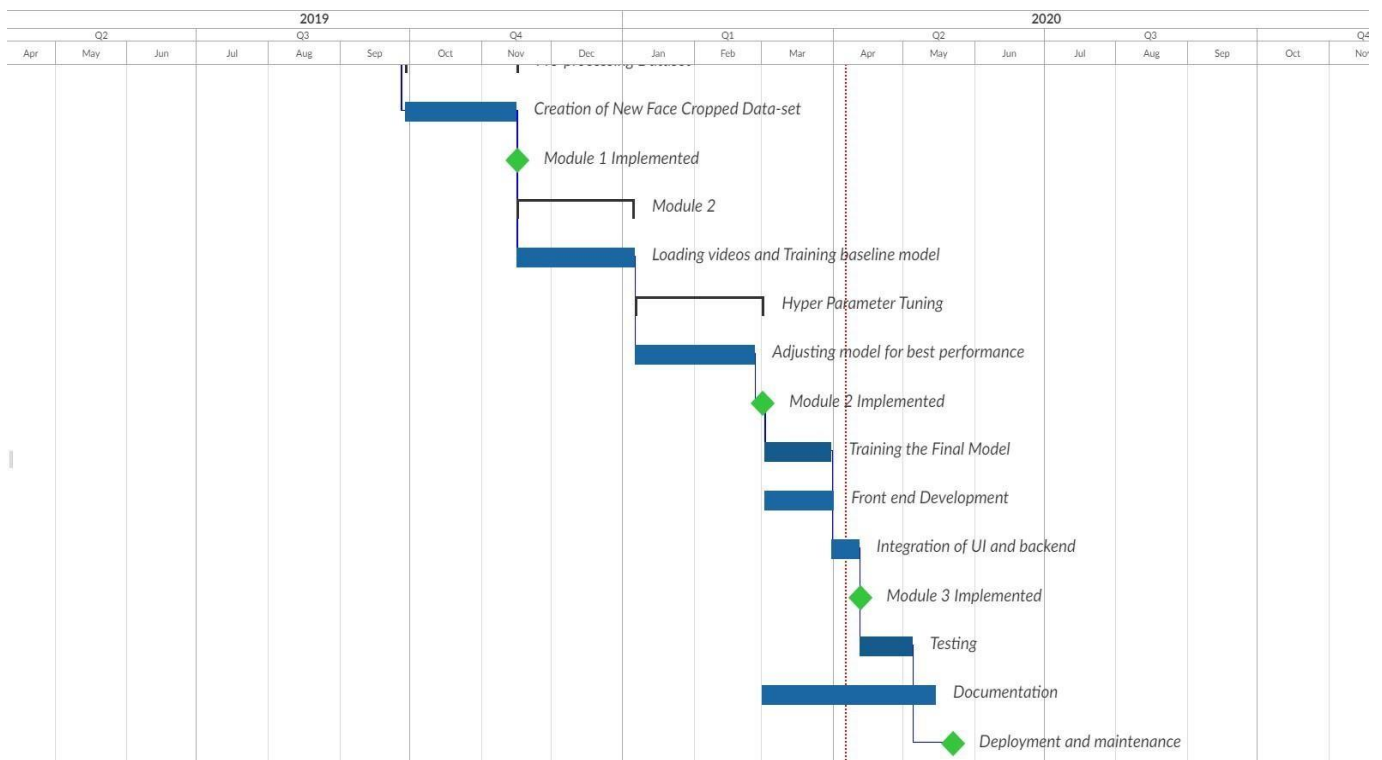 2019 2020
Q2 Q3 Q4 Q1 Q2 Q3 Q4
Apr May Jun Jul Aug Sep Oct Nov Dec Jan Feb Mar Apr May Jun Jul Aug Sep Oct Nov
Creation of New Face Cropped Data-set
Module 1 Implemented
Module 2
Loading videos and Training baseline model
Hyper Parameter Tuning
Adjusting model for best performance
Module 2 Implemented
Training the Final Model
Front end Development
Integration of UI and backend
Module 3 Implemented
Testing
Documentation
Deployment and maintenance